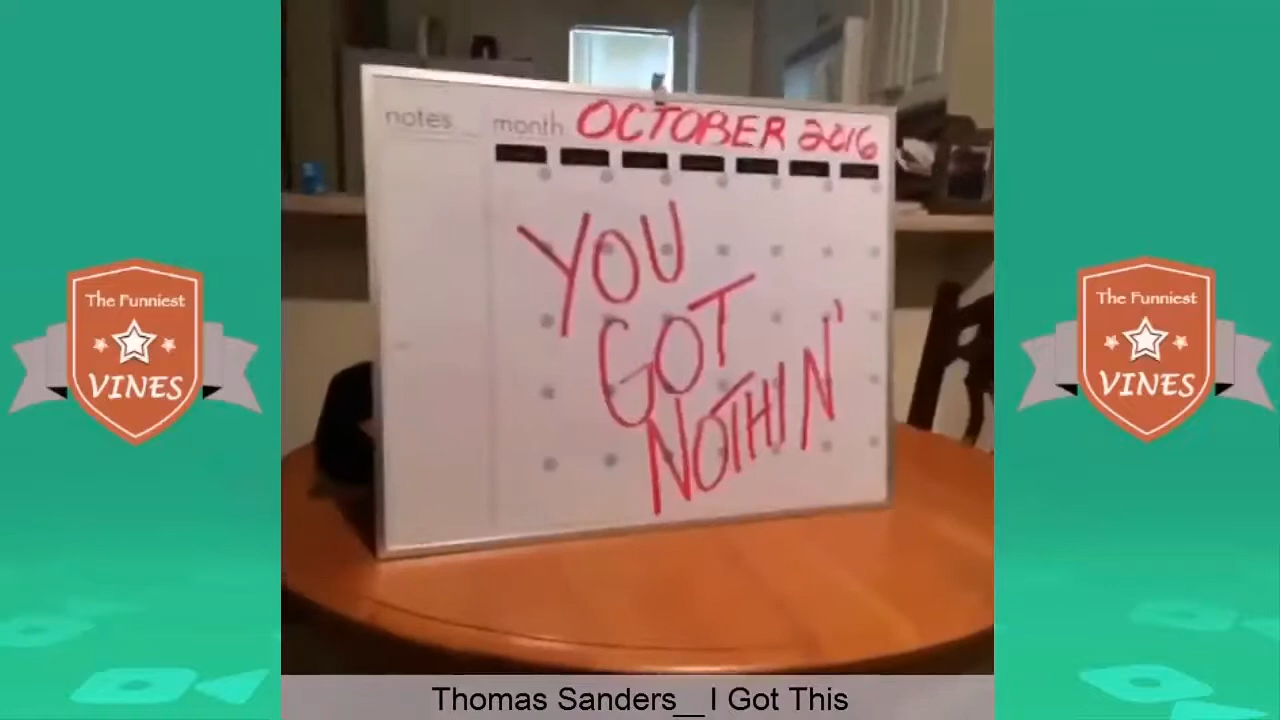 notes
month OCTOBER 2016
YOU
GOT
NOTHIN'
The Funniest
VINES
The Funniest
VINES
Thomas Sanders__I Got This